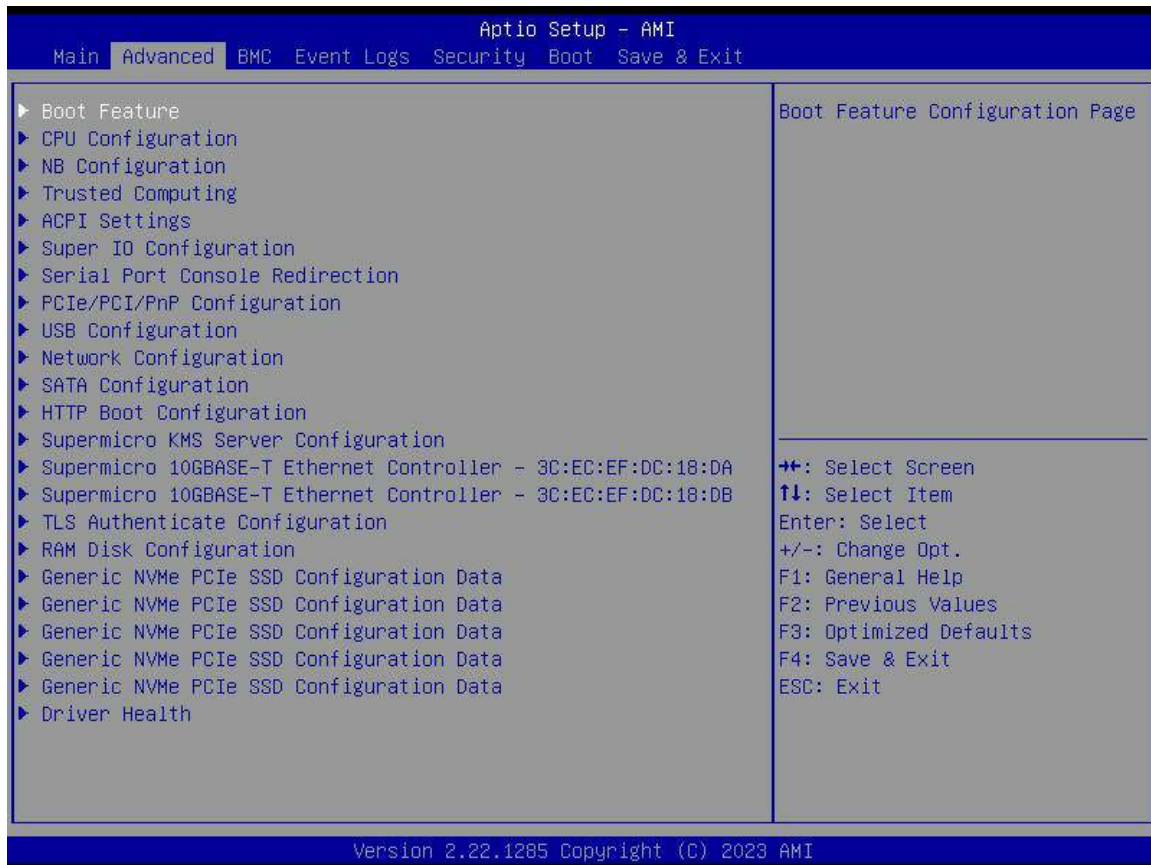 Aptio Setup – AMI
Main Advanced BMC Event Logs Security Boot Save & Exit
▶ Boot Feature
▶ CPU Configuration
▶ NB Configuration
▶ Trusted Computing
▶ ACPI Settings
▶ Super IO Configuration
▶ Serial Port Console Redirection
▶ PCIe/PCI/PnP Configuration
▶ USB Configuration
▶ Network Configuration
▶ SATA Configuration
▶ HTTP Boot Configuration
▶ Supermicro KMS Server Configuration
▶ Supermicro 10GBASE-T Ethernet Controller – 3C:EC:EF:DC:18:DA
▶ Supermicro 10GBASE-T Ethernet Controller – 3C:EC:EF:DC:18:DB
▶ TLS Authenticate Configuration
▶ RAM Disk Configuration
▶ Generic NVMe PCIe SSD Configuration Data
▶ Generic NVMe PCIe SSD Configuration Data
▶ Generic NVMe PCIe SSD Configuration Data
▶ Generic NVMe PCIe SSD Configuration Data
▶ Generic NVMe PCIe SSD Configuration Data
▶ Driver Health
Boot Feature Configuration Page
→←: Select Screen
↑↓: Select Item
Enter: Select
+/-: Change Opt.
F1: General Help
F2: Previous Values
F3: Optimized Defaults
F4: Save & Exit
ESC: Exit
Version 2.22.1285 Copyright (C) 2023 AMI